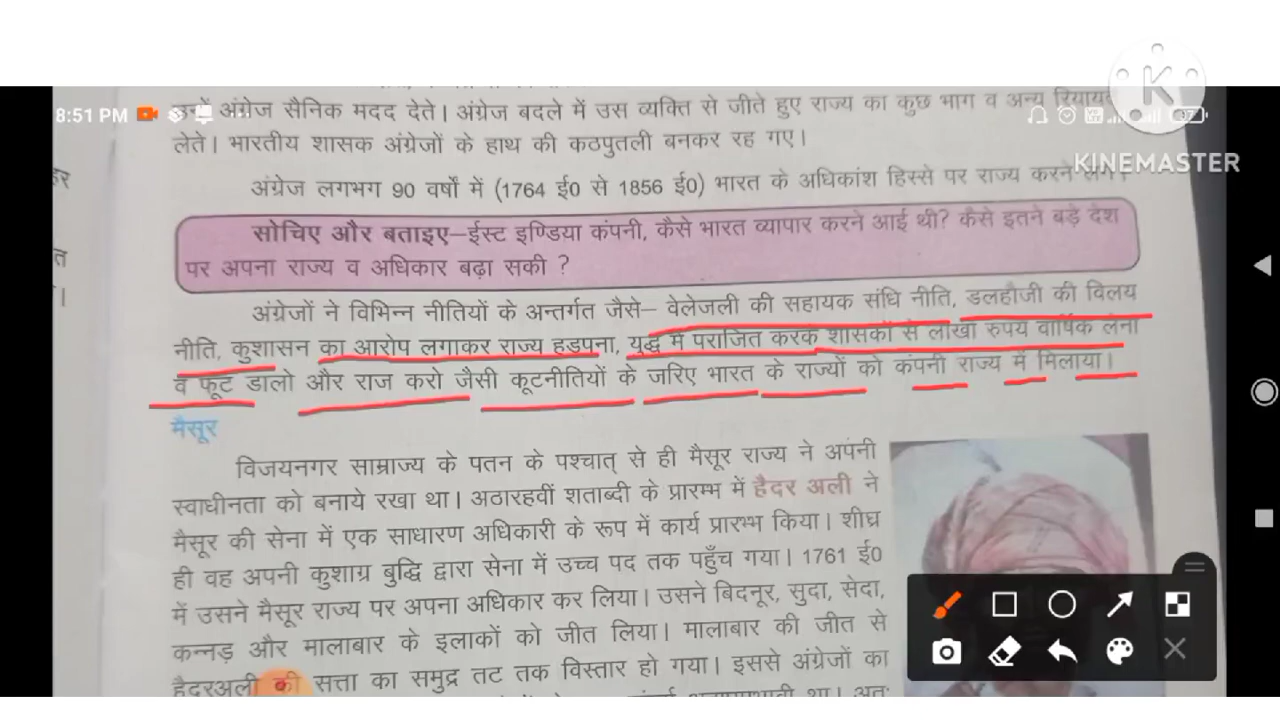 KINEMASTER
8:51 PM
अंग्रेज सैनिक मदद देते। अंग्रेज बदले में उस व्यक्ति से जीते हुए राज्य का कुछ भाग व अन्य
लेते। भारतीय शासक अंग्रेजों के हाथ की कठपुतली बनकर रह गए।
अंग्रेज लगभग 90 वर्षों में (1764 ई0 से 1856 ई0) भारत के अधिकांश हिस्से पर राज्य करने लगे।
सोचिए और बताइए–ईस्ट इण्डिया कंपनी, कैसे भारत व्यापार करने आई थी? कैसे इतने बड़े देश
पर अपना राज्य व अधिकार बढ़ा सकी ?
अंग्रेजों ने विभिन्न नीतियों के अन्तर्गत जैसे– वेलेजली की सहायक संधि नीति, डलहौजी की विलय
नीति, कुशासन का आरोप लगाकर राज्य हडपना, युद्ध में पराजित करके शासकों से लाखों रुपये वार्षिक लेना
व फूट डालो और राज करो जैसी कूटनीतियों के जरिए भारत के राज्यों को कंपनी राज्य में मिलाया।
मैसूर
विजयनगर साम्राज्य के पतन के पश्चात् से ही मैसूर राज्य ने अपनी
स्वाधीनता को बनाये रखा था। अठारहवीं शताब्दी के प्रारम्भ में हैदर अली ने
मैसूर की सेना में एक साधारण अधिकारी के रूप में कार्य प्रारम्भ किया। शीघ्र
ही वह अपनी कुशाग्र बुद्धि द्वारा सेना में उच्च पद तक पहुँच गया। 1761 ई0
में उसने मैसूर राज्य पर अपना अधिकार कर लिया। उसने बिदनूर, सुदा, सेदा,
कन्नड़ और मालाबार के इलाकों को जीत लिया। मालाबार की जीत से
हैदरअली की सत्ता का समुद्र तट तक विस्तार हो गया। इससे अंग्रेजों का